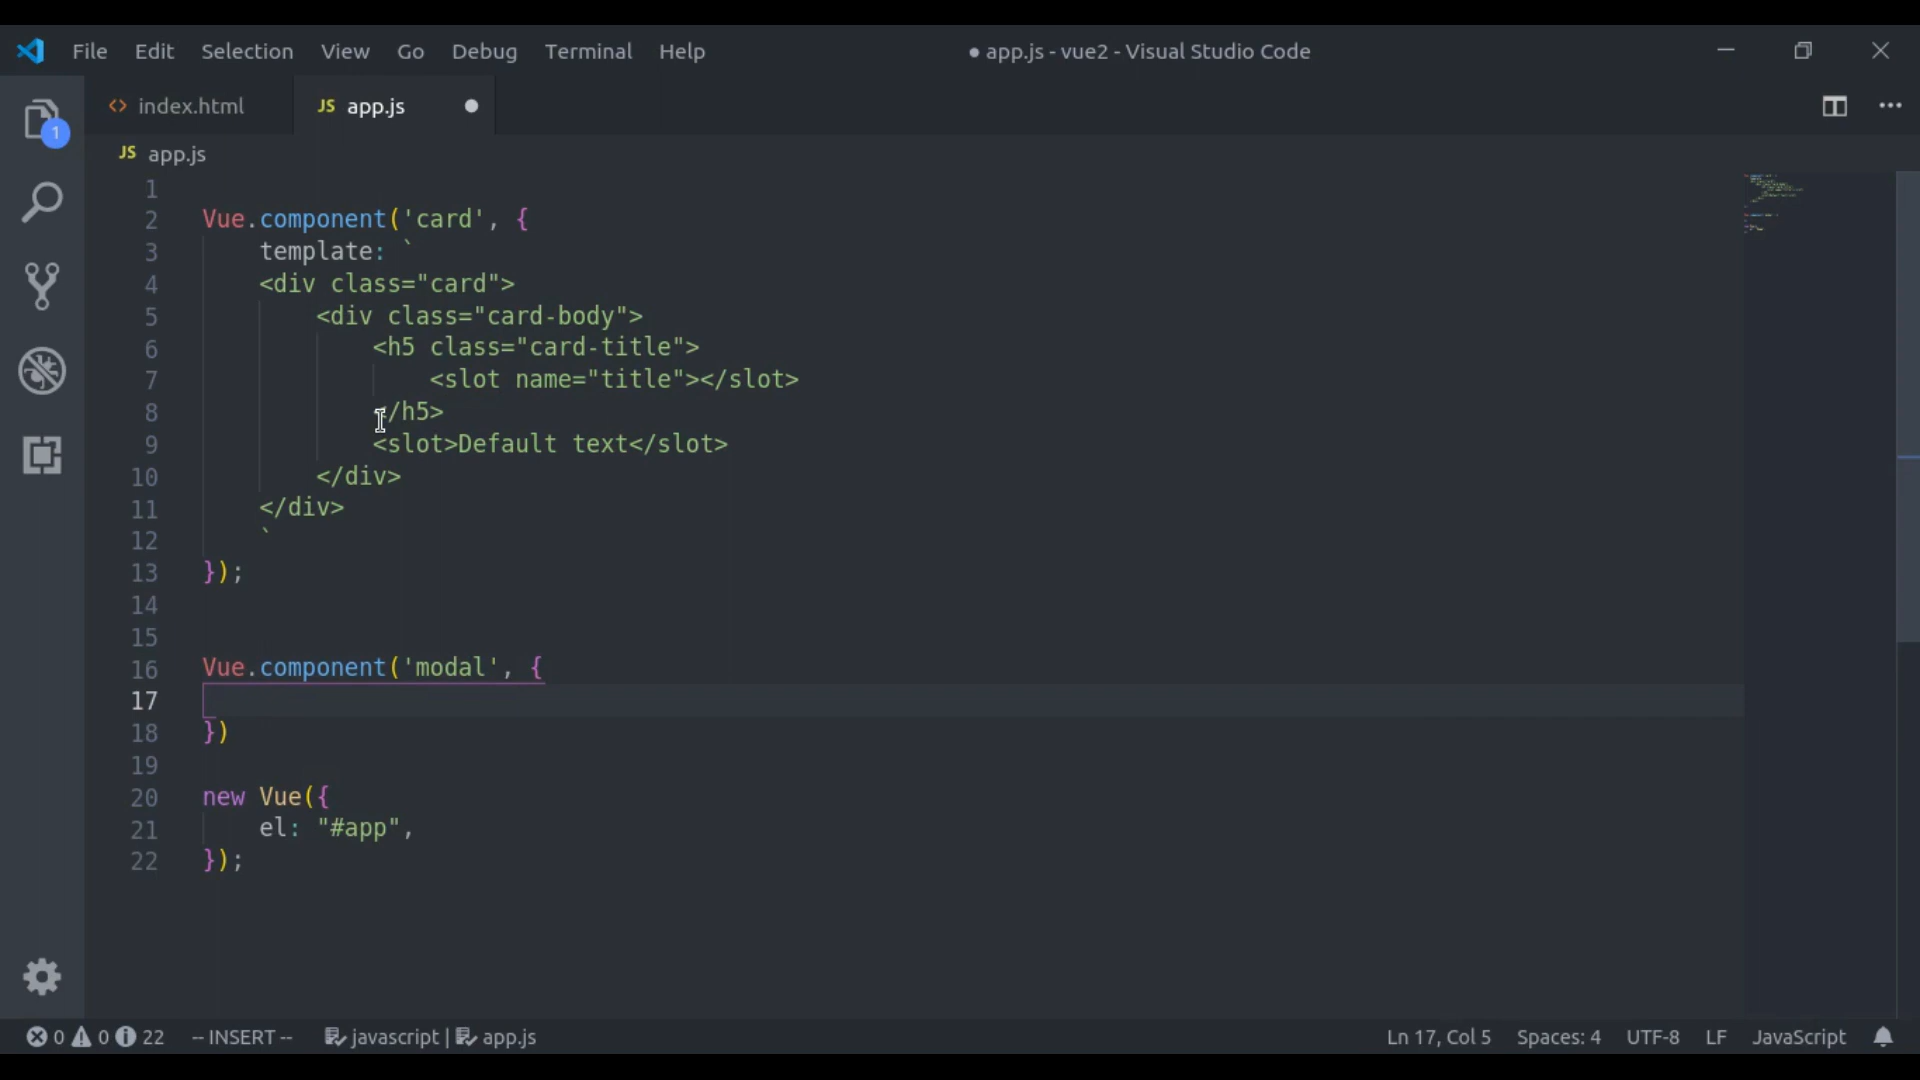 File Edit Selection View Go Debug Terminal Help ● app.js - vue2 - Visual Studio Code
<> index.html JS app.js
1
JS app.js
1
2 Vue.component('card', {
3     template: `
4     <div class="card">
5         <div class="card-body">
6             <h5 class="card-title">
7                 <slot name="title"></slot>
8             </h5>
9             <slot>Default text</slot>
10         </div>
11     </div>
12     `
13 });
14
15
16 Vue.component('modal', {
17
18 })
19
20 new Vue({
21     el: "#app",
22 });
0 0 22 -- INSERT -- javascript | app.js Ln 17, Col 5 Spaces: 4 UTF-8 LF JavaScript